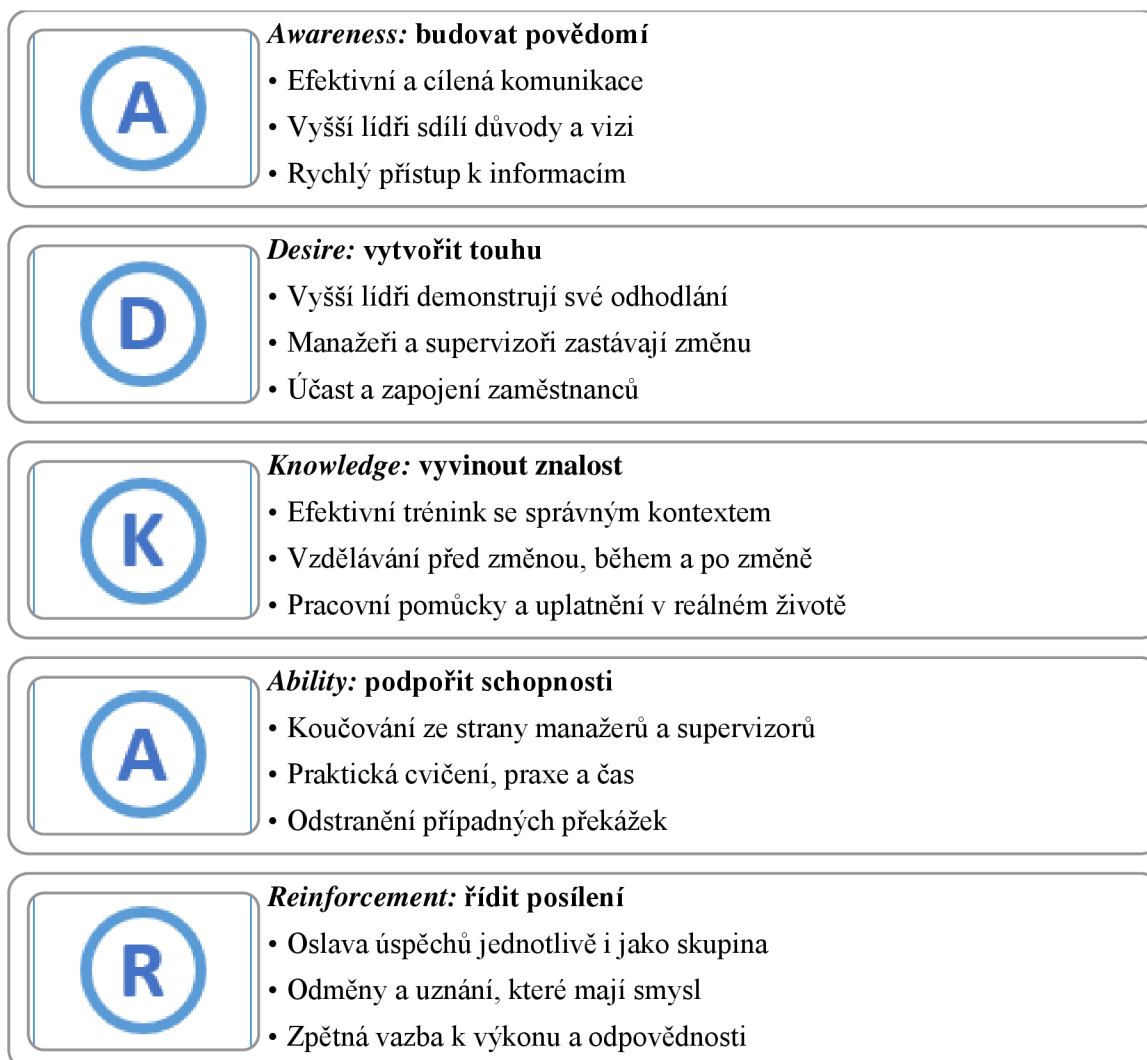 A
Awareness: budovat povědomí
• Efektivní a cílená komunikace
• Vyšší lídři sdílí důvody a vizi
• Rychlý přístup k informacím
D
Desire: vytvořit touhu
• Vyšší lídři demonstrují své odhodlání
• Manažeři a supervizoři zastávají změnu
• Účast a zapojení zaměstnanců
K
Knowledge: vyvinout znalost
• Efektivní trénink se správným kontextem
• Vzdělávání před změnou, během a po změně
• Pracovní pomůcky a uplatnění v reálném životě
A
Ability: podpořit schopnosti
• Koučování ze strany manažerů a supervizorů
• Praktická cvičení, praxe a čas
• Odstranění případných překážek
R
Reinforcement: řídit posílení
• Oslava úspěchů jednotlivě i jako skupina
• Odměny a uznání, které mají smysl
• Zpětná vazba k výkonu a odpovědnosti